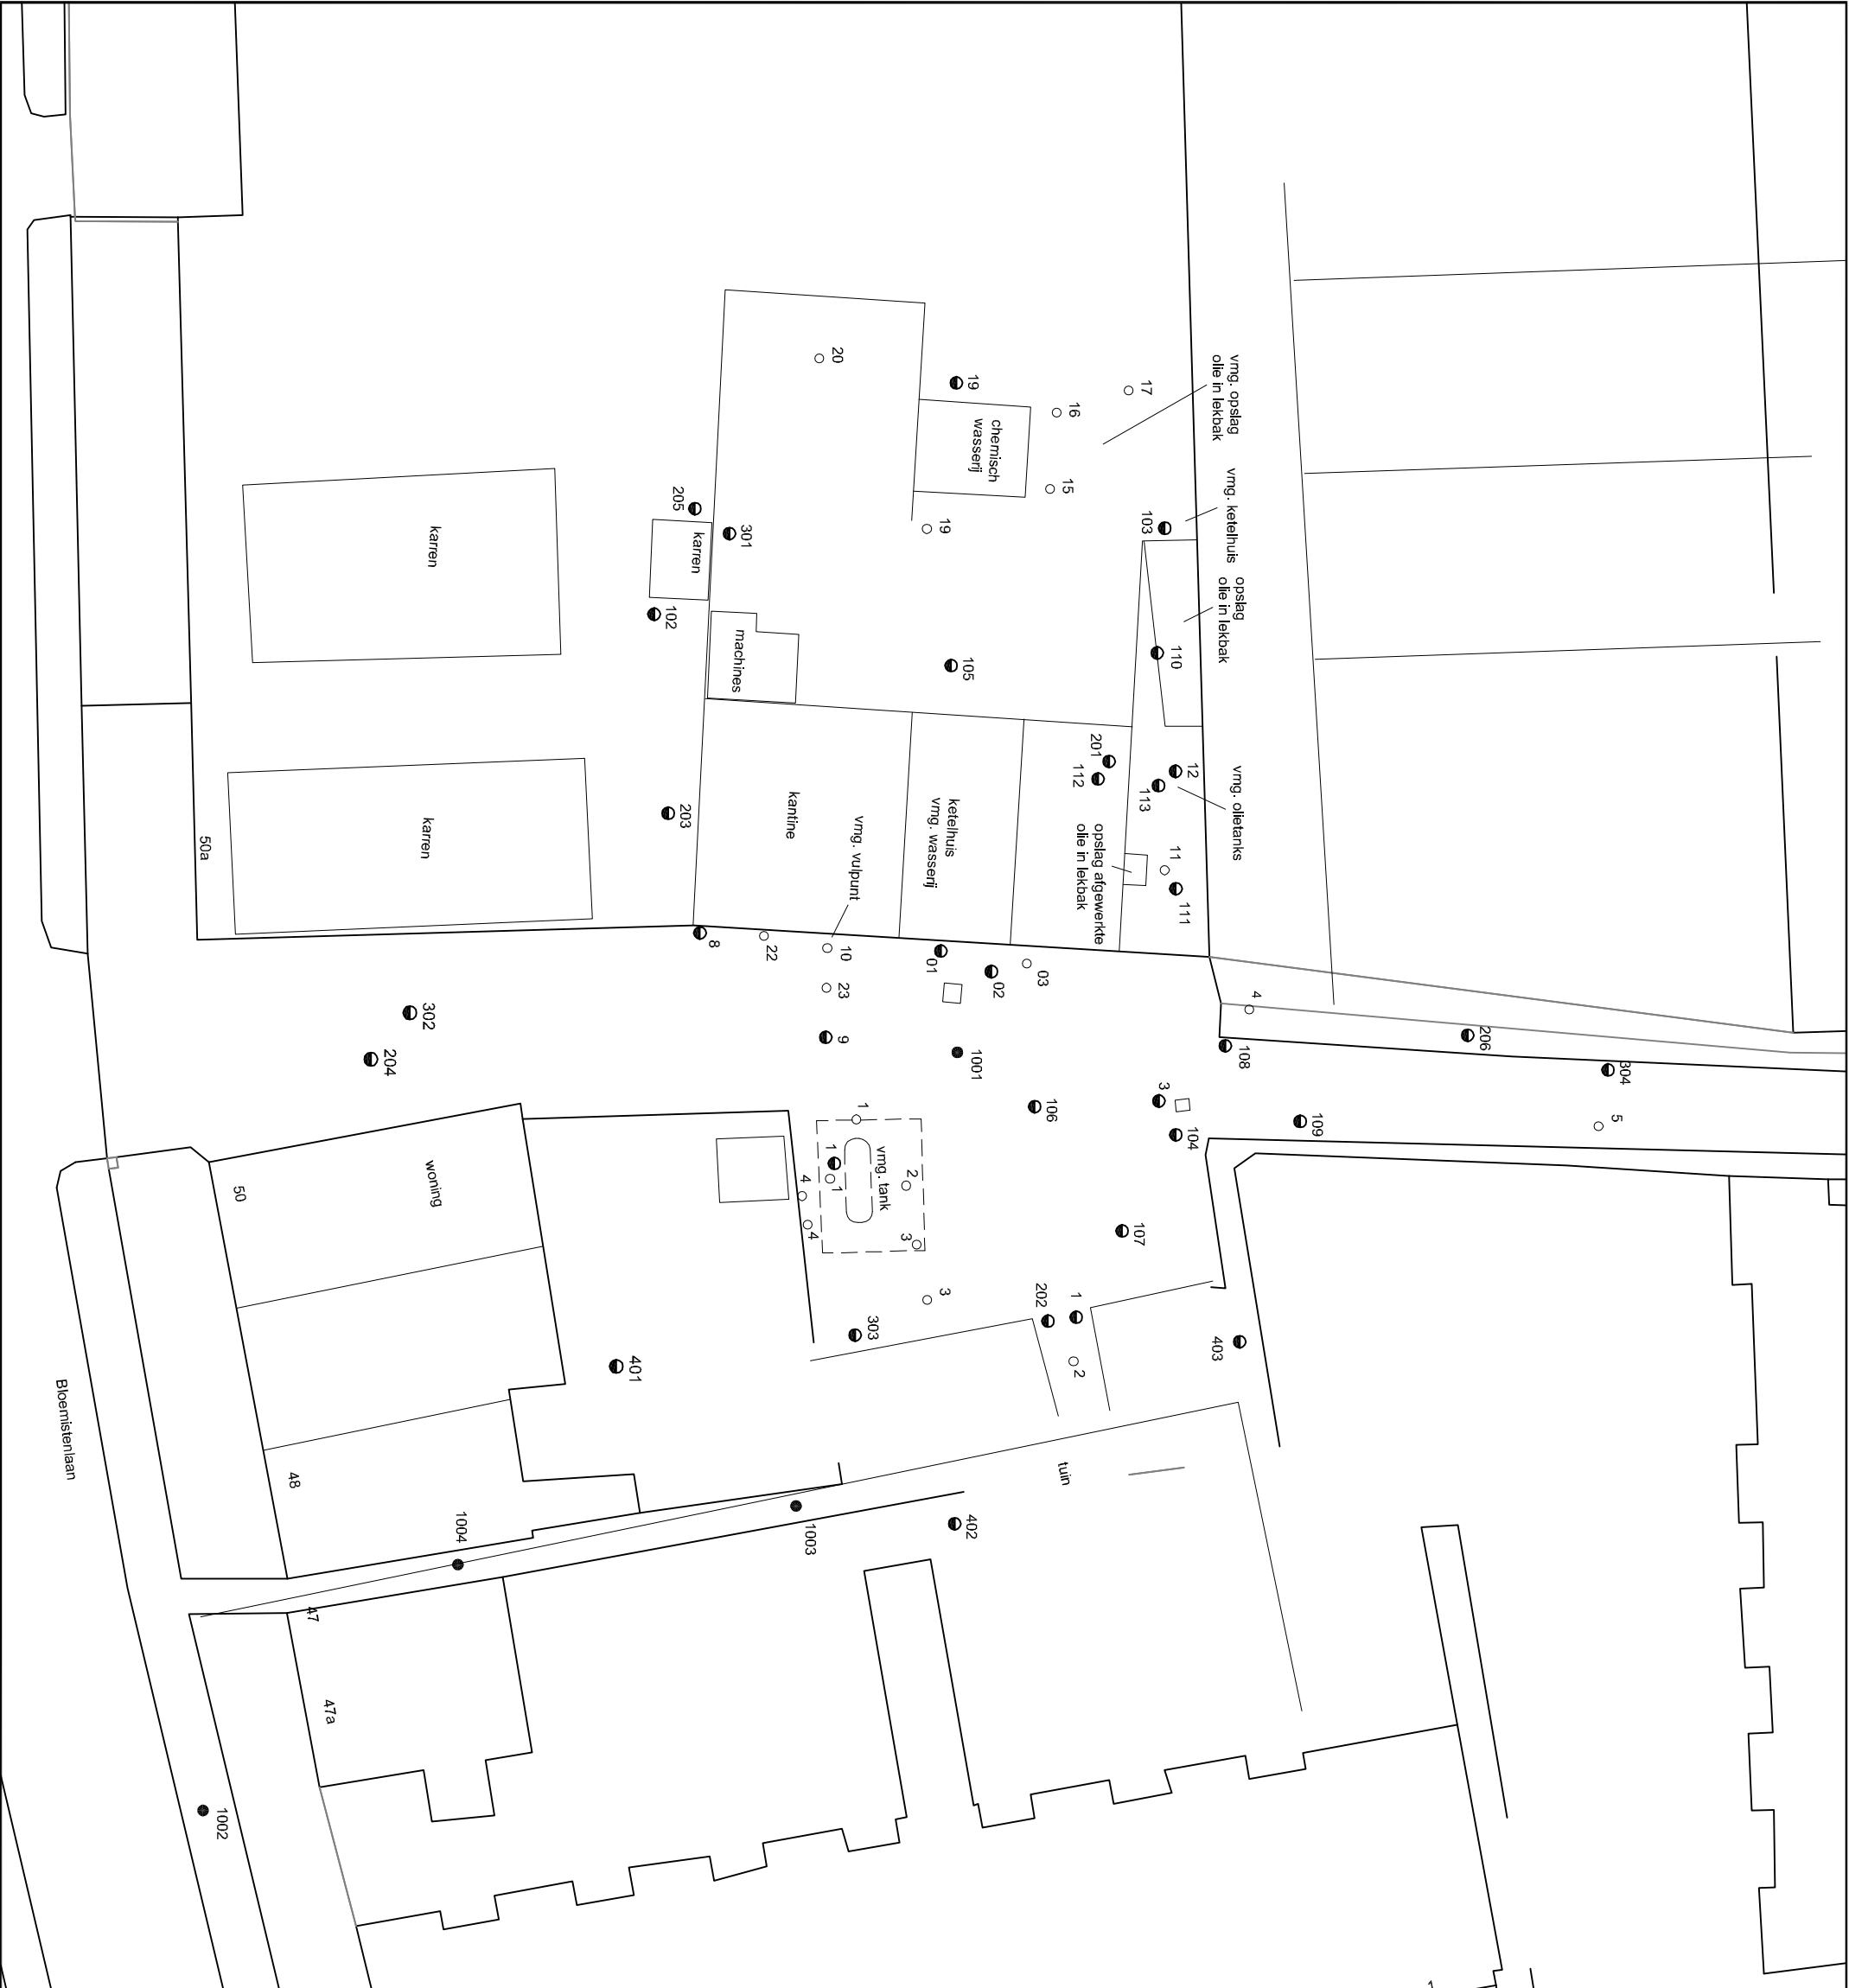 vmg. opslag
olie in lekbak
17
16
15
19
20
chemisch
wasserij
19
vmg. ketelhuis
103
opslag
olie in lekbak
110
205
301
karren
karren
102
machines
105
201
112
12
113
vmg. olietanks
203
kantine
vmg. vulpunt
ketelhuis
vmg. wasserij
opslag afgewerkte
olie in lekbak
11
111
50a
karren
8
22
10
01
02
03
23
9
4
206
302
204
1001
108
304
106
3
104
109
5
1
1
1
vmg. tank
2
3
4
4
woning
50
107
3
303
202
1
2
403
401
Bloemistenlaan
48
tuin
1004
1003
402
47
47a
1002
1